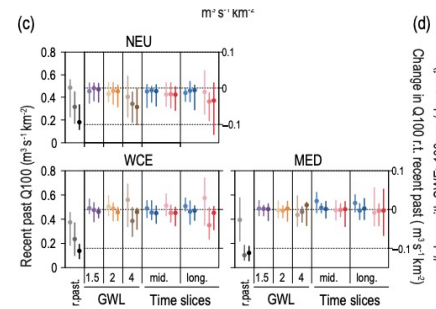 m³ s⁻¹ km⁻²
(c)
(d)
NEU
0.8
0.6
0.4
0.2
0
0.1
0
−0.1
WCE
MED
0.8
0.6
0.4
0.2
0
0.1
0
−0.1
Recent past Q100 (m³ s⁻¹ km⁻²)
Change in Q100 r.t. recent past (m³ s⁻¹ km⁻²)
r.past. 1.5 2 4 mid. long.
GWL Time slices
r.past. 1.5 2 4 mid. long.
GWL Time slices